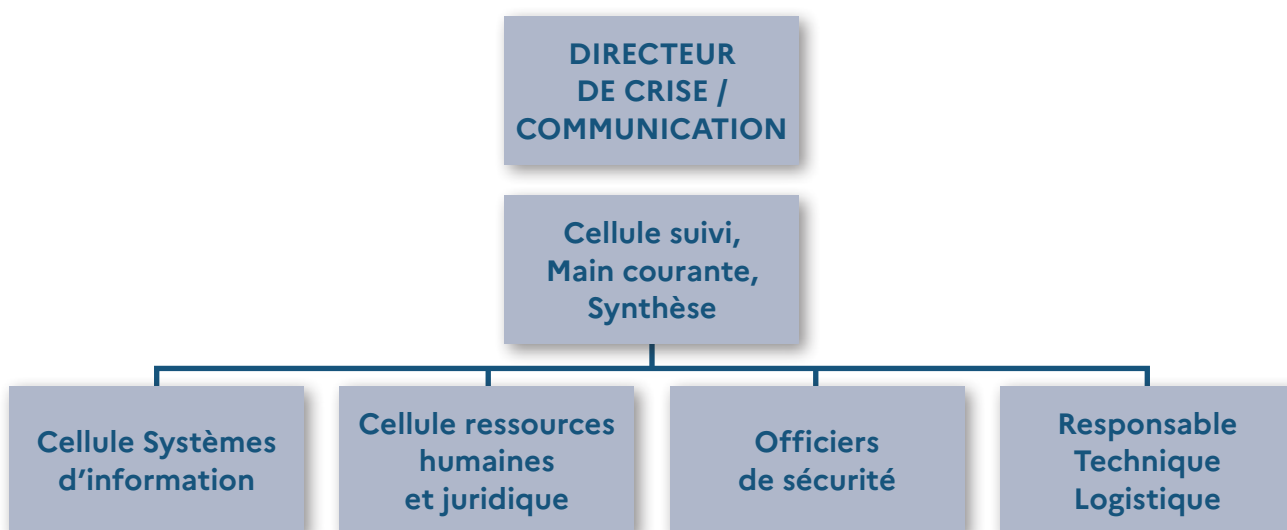 DIRECTEUR
DE CRISE /
COMMUNICATION
Cellule suivi,
Main courante,
Synthèse
Cellule Systèmes
d’information
Cellule ressources
humaines
et juridique
Officiers
de sécurité
Responsable
Technique
Logistique